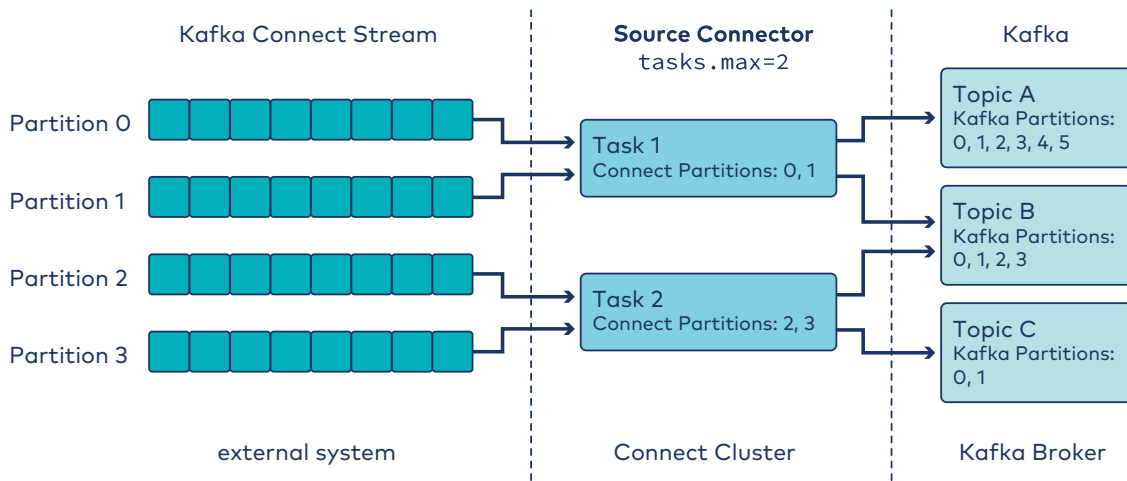 Kafka Connect Stream
Partition 0
Partition 1
Partition 2
Partition 3
external system
Source Connector
tasks.max=2
Task 1
Connect Partitions: 0, 1
Task 2
Connect Partitions: 2, 3
Connect Cluster
Kafka
Topic A
Kafka Partitions:
0, 1, 2, 3, 4, 5
Topic B
Kafka Partitions:
0, 1, 2, 3
Topic C
Kafka Partitions:
0, 1
Kafka Broker